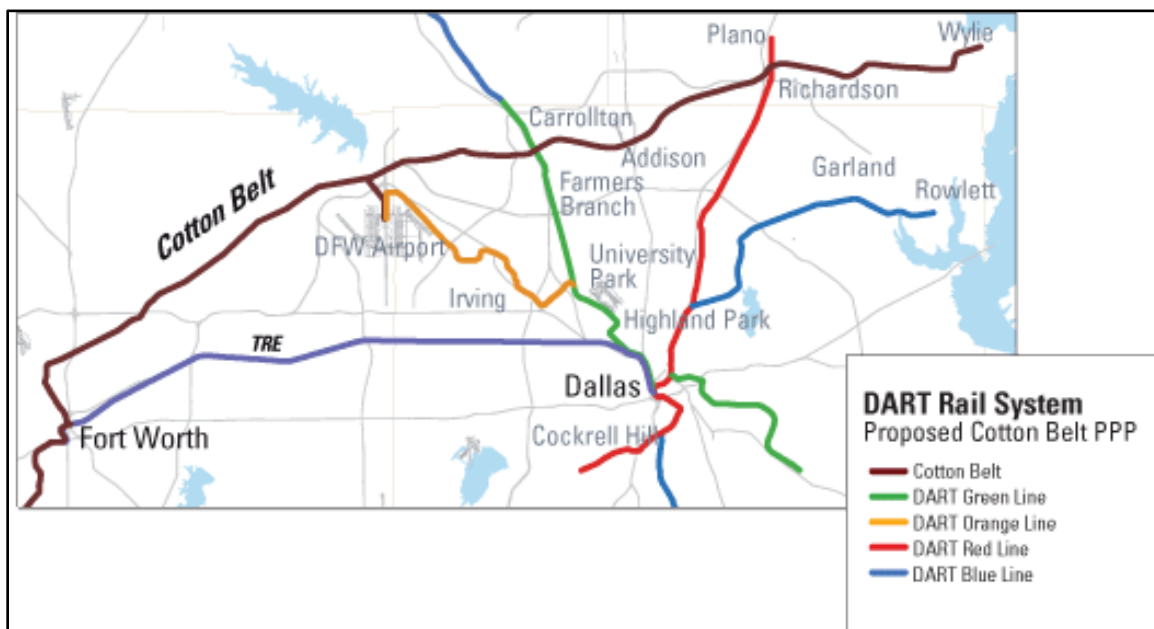 Plano
Wylie
Richardson
Carrollton
Addison
Garland
Rowlett
Farmers
Branch
Cotton Belt
DFW Airport
University
Park
Irving
Highland Park
TRE
Dallas
Fort Worth
Cockrell Hill
DART Rail System
Proposed Cotton Belt PPP
Cotton Belt
DART Green Line
DART Orange Line
DART Red Line
DART Blue Line